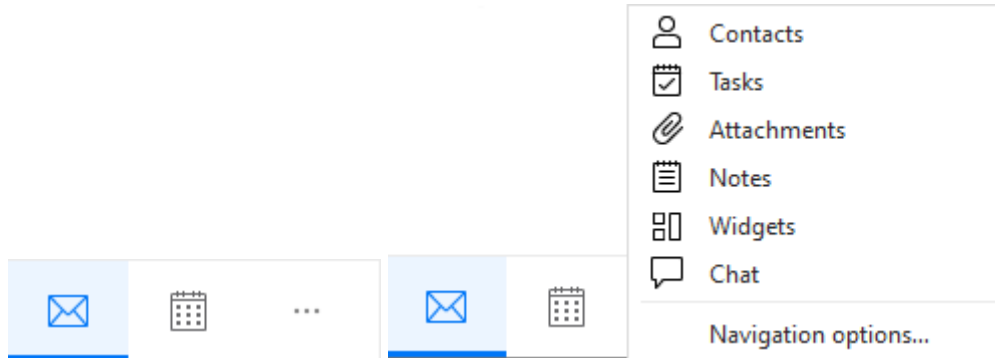 Contacts
Tasks
Attachments
Notes
Widgets
Chat
Navigation options...